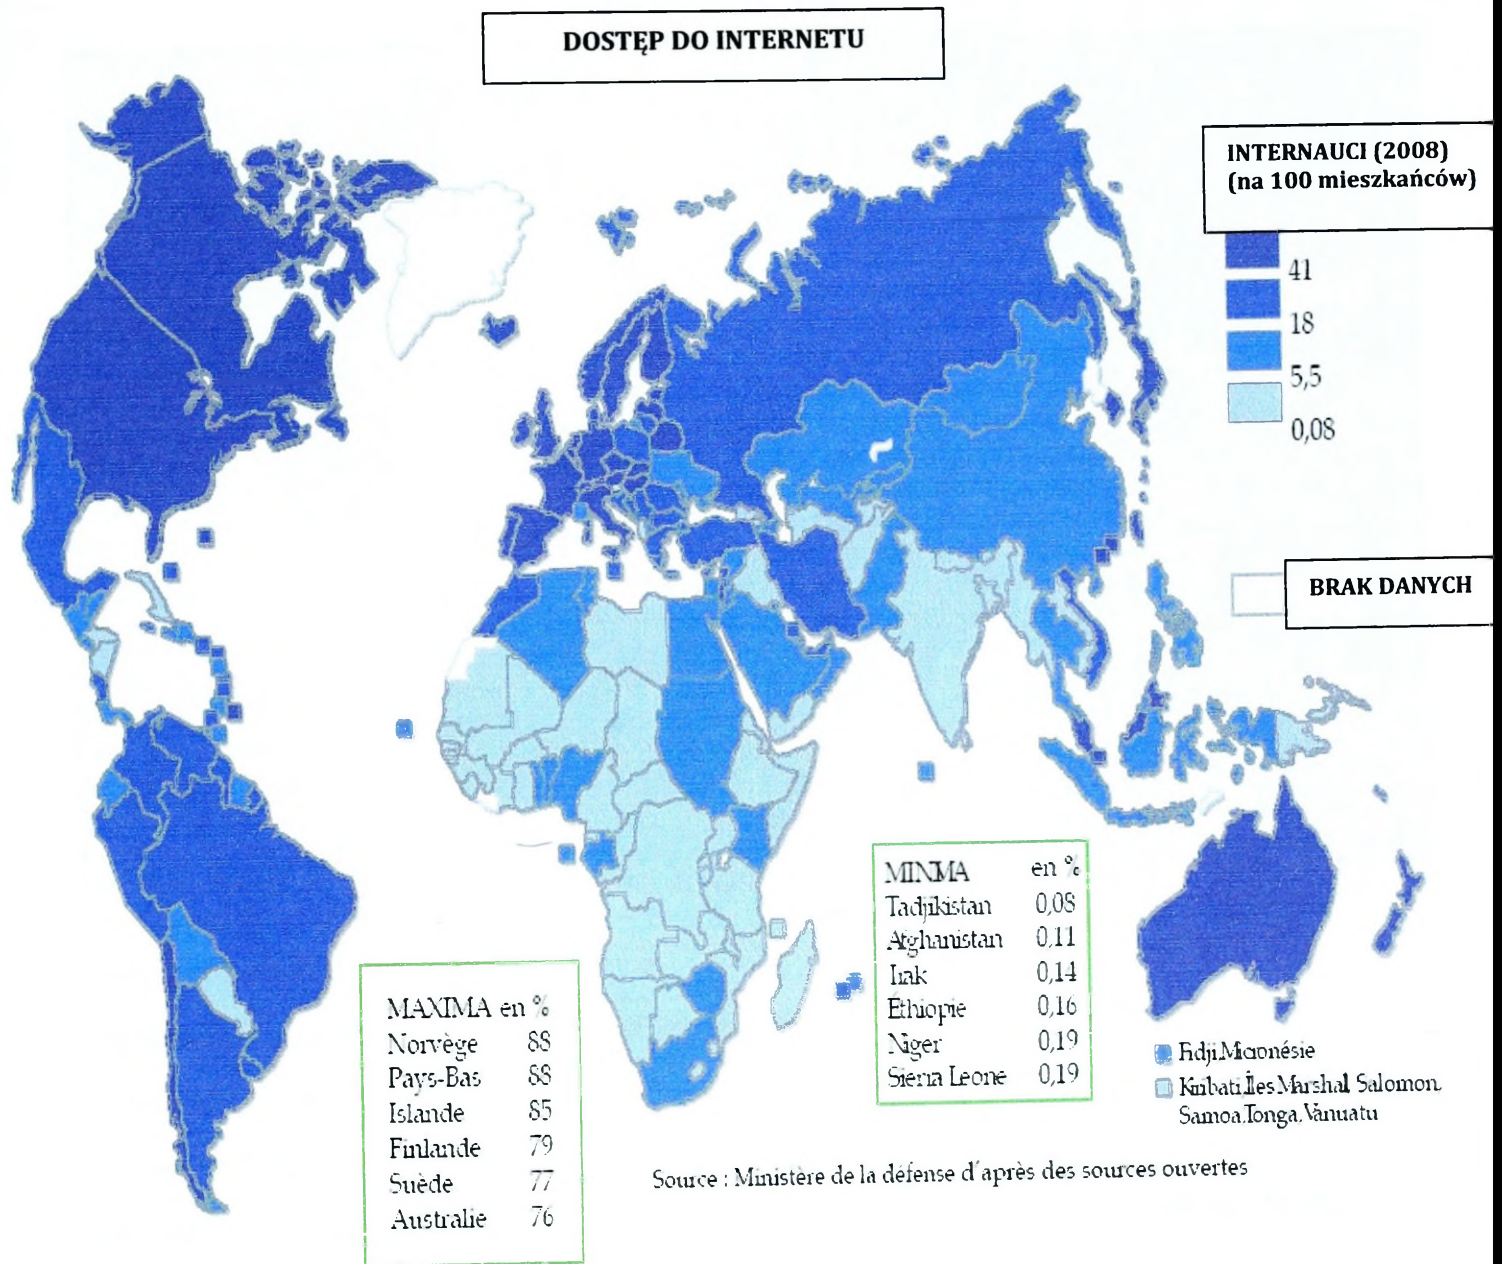 DOSTĘP DO INTERNETU
INTERNAUCI (2008)
(na 100 mieszkańców)
41
18
5,5
0,08
BRAK DANYCH
MINIMA en %
Tadjikistan 0,08
Afghanistan 0,11
Irak 0,14
Éthiopie 0,16
Niger 0,19
Sierra Leone 0,19
MAXIMA en %
Norvège 88
Pays-Bas 88
Islande 85
Finlande 79
Suède 77
Australie 76
Fidji, Micronésie
Kiribati, Îles Marshal, Salomon,
Samoa, Tonga, Vanuatu
Source : Ministère de la défense d'après des sources ouvertes